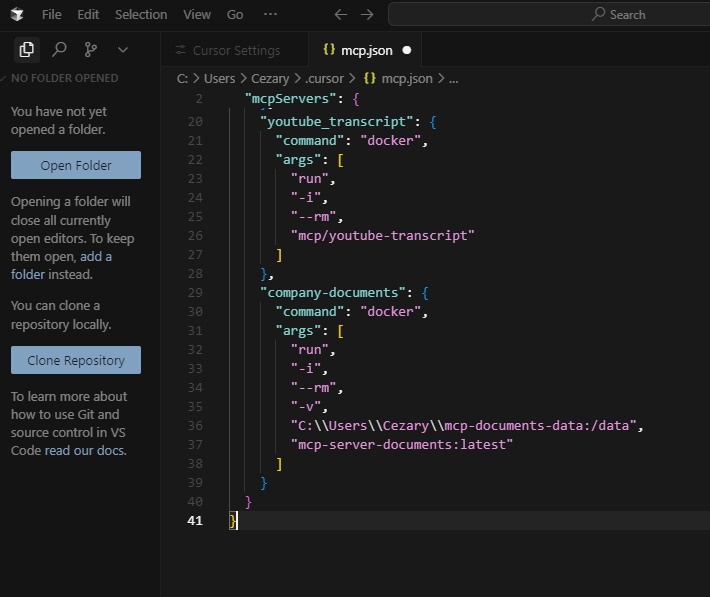 File Edit Selection View Go ··· Search
Cursor Settings
{} mcp.json
NO FOLDER OPENED
You have not yet
opened a folder.
Open Folder
Opening a folder will
close all currently
open editors. To keep
them open, add a
folder instead.
You can clone a
repository locally.
Clone Repository
To learn more about
how to use Git and
source control in VS
Code read our docs.
C: > Users > Cezary > .cursor > {} mcp.json > ...
2 "mcpServers": {
20 "youtube_transcript": {
21 "command": "docker",
22 "args": [
23 "run",
24 "-i",
25 "--rm",
26 "mcp/youtube-transcript"
27 ]
28 },
29 "company-documents": {
30 "command": "docker",
31 "args": [
32 "run",
33 "-i",
34 "--rm",
35 "-v",
36 "C:\\Users\\Cezary\\mcp-documents-data:/data",
37 "mcp-server-documents:latest"
38 ]
39 }
40 }
41 }